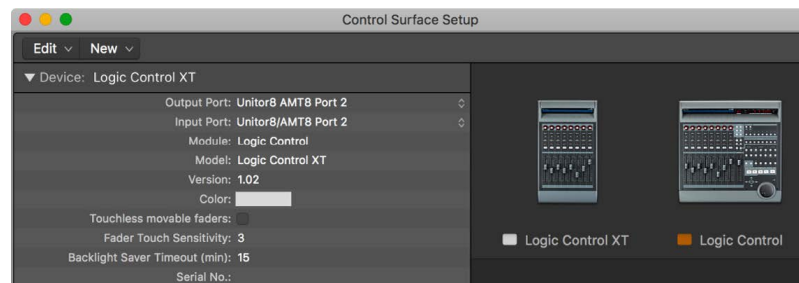 Control Surface Setup
Edit New
Device: Logic Control XT
Output Port: Unitor8 AMT8 Port 2
Input Port: Unitor8/AMT8 Port 2
Module: Logic Control
Model: Logic Control XT
Version: 1.02
Color:
Touchless movable faders:
Fader Touch Sensitivity: 3
Backlight Saver Timeout (min): 15
Serial No.:
Logic Control XT
Logic Control